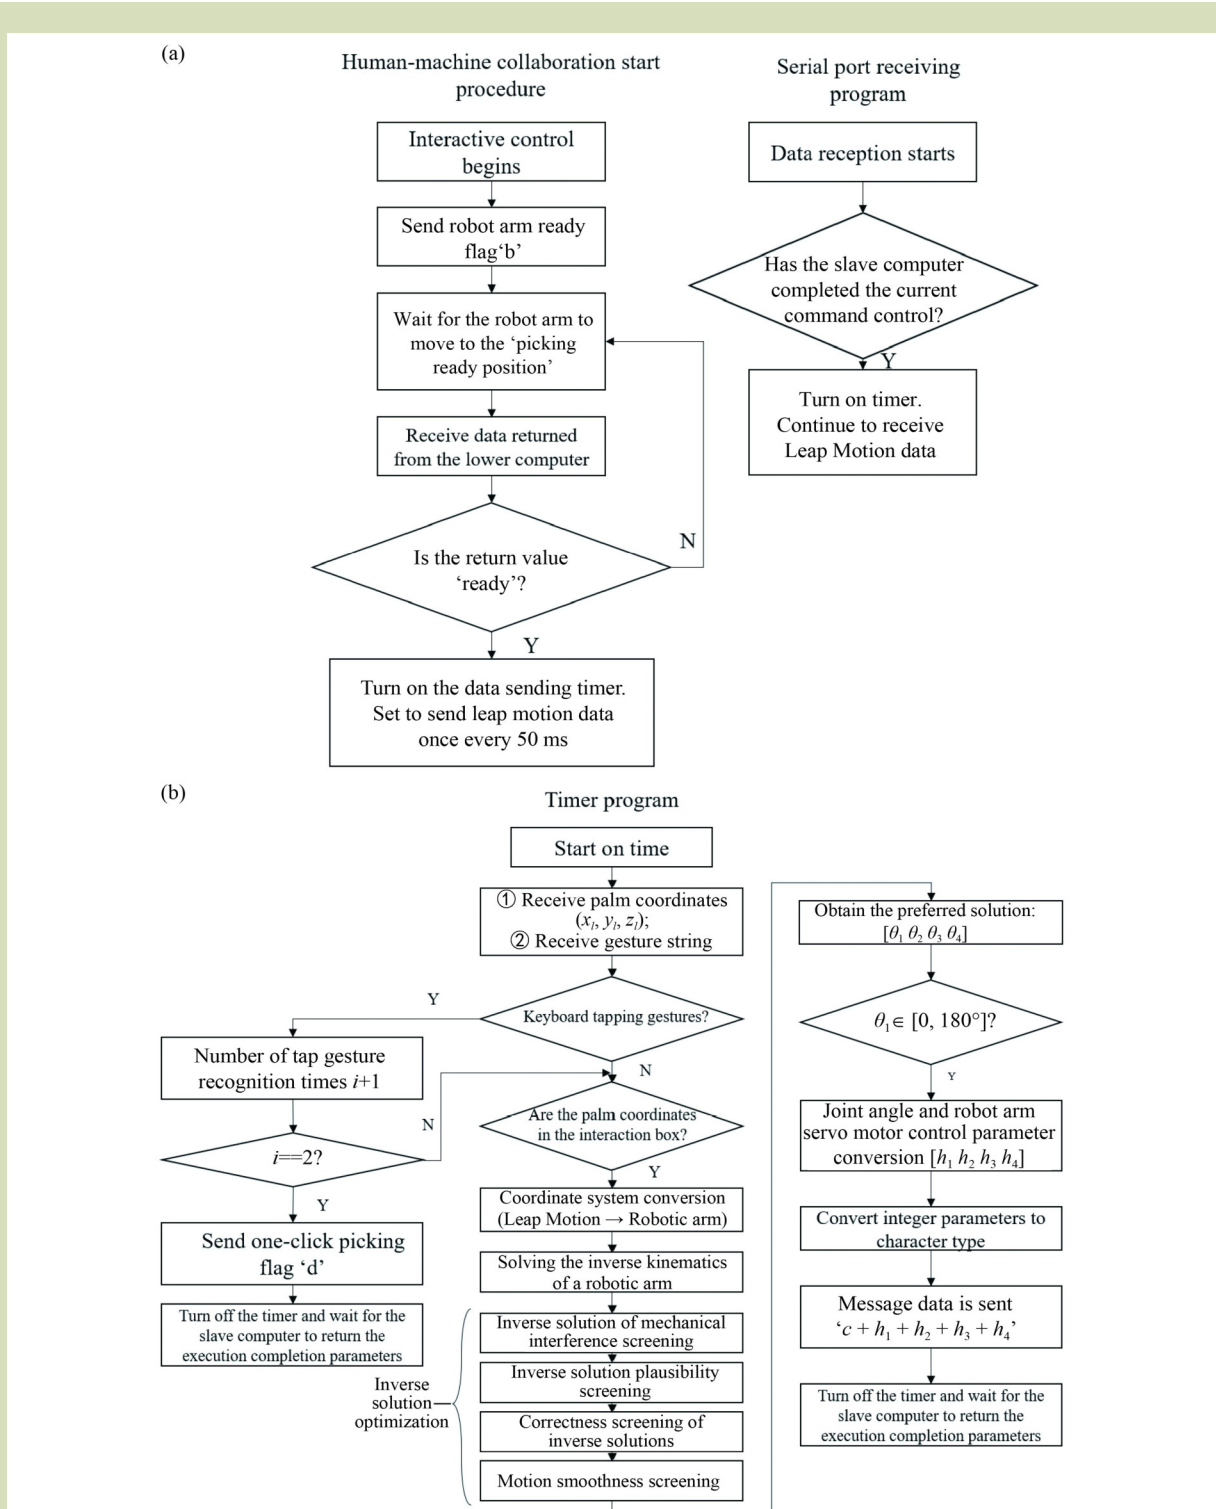 (a)
Human-machine collaboration start
procedure
Interactive control
begins
Send robot arm ready
flag‘b’
Wait for the robot arm to
move to the ‘picking
ready position’
Receive data returned
from the lower computer
Is the return value
‘ready’?
N
Y
Turn on the data sending timer.
Set to send leap motion data
once every 50 ms
Serial port receiving
program
Data reception starts
Has the slave computer
completed the current
command control?
Y
Turn on timer.
Continue to receive
Leap Motion data
(b)
Timer program
Start on time
① Receive palm coordinates
(xₗ, yₗ, zₗ);
② Receive gesture string
Keyboard tapping gestures?
Y
N
Number of tap gesture
recognition times i+1
i==2?
N
Y
Send one-click picking
flag ‘d’
Turn off the timer and wait for the
slave computer to return the
execution completion parameters
Are the palm coordinates
in the interaction box?
Y
Coordinate system conversion
(Leap Motion → Robotic arm)
Solving the inverse kinematics
of a robotic arm
Inverse
solution
optimization
Inverse solution of mechanical
interference screening
Inverse solution plausibility
screening
Correctness screening of
inverse solutions
Motion smoothness screening
Obtain the preferred solution:
[θ₁ θ₂ θ₃ θ₄]
θ₁∈ [0, 180°]?
Y
Joint angle and robot arm
servo motor control parameter
conversion [h₁ h₂ h₃ h₄]
Convert integer parameters to
character type
Message data is sent
‘c + h₁ + h₂ + h₃ + h₄’
Turn off the timer and wait for the
slave computer to return the
execution completion parameters